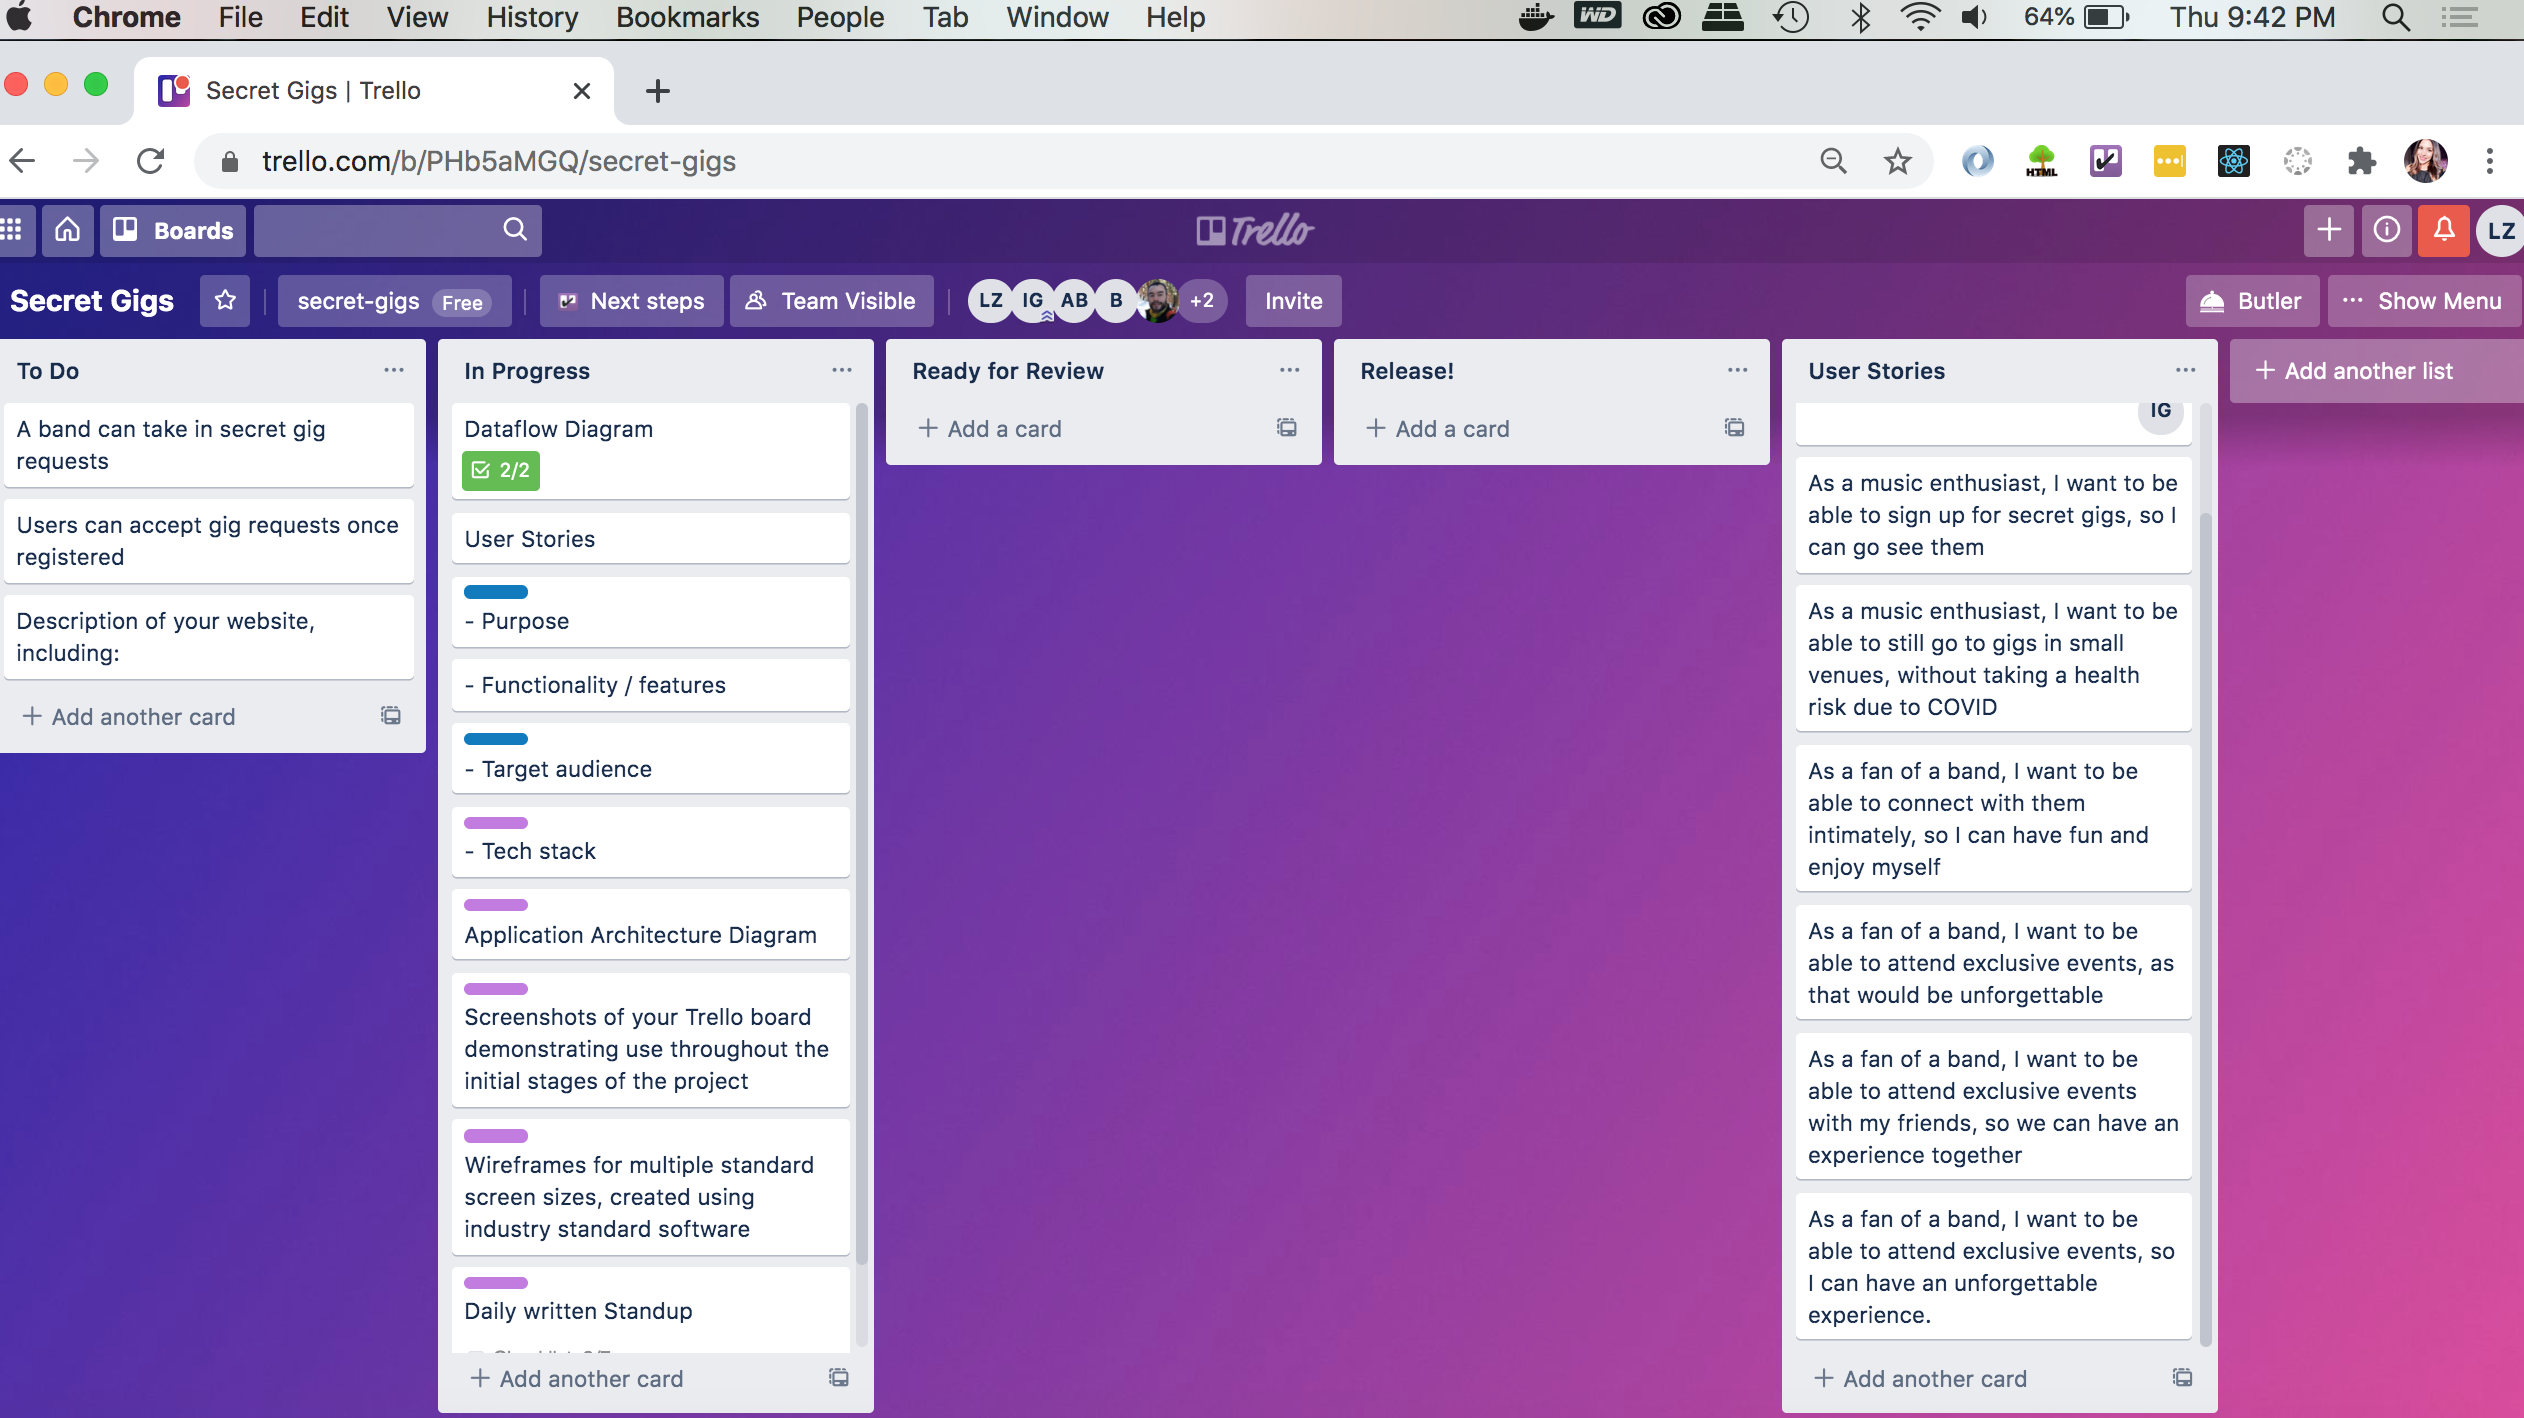 Chrome File Edit View History Bookmarks People Tab Window Help WD 64% Thu 9:42 PM
Secret Gigs | Trello
trello.com/b/PHb5aMGQ/secret-gigs HTML
Boards Trello LZ
Secret Gigs secret-gigs Free Next steps Team Visible LZ IG AB B +2 Invite Butler Show Menu
To Do
A band can take in secret gig
requests
Users can accept gig requests once
registered
Description of your website,
including:
+ Add another card
In Progress
Dataflow Diagram
2/2
User Stories
- Purpose
- Functionality / features
- Target audience
- Tech stack
Application Architecture Diagram
Screenshots of your Trello board
demonstrating use throughout the
initial stages of the project
Wireframes for multiple standard
screen sizes, created using
industry standard software
Daily written Standup
+ Add another card
Ready for Review
+ Add a card
Release!
+ Add a card
User Stories
IG
As a music enthusiast, I want to be
able to sign up for secret gigs, so I
can go see them
As a music enthusiast, I want to be
able to still go to gigs in small
venues, without taking a health
risk due to COVID
As a fan of a band, I want to be
able to connect with them
intimately, so I can have fun and
enjoy myself
As a fan of a band, I want to be
able to attend exclusive events, as
that would be unforgettable
As a fan of a band, I want to be
able to attend exclusive events
with my friends, so we can have an
experience together
As a fan of a band, I want to be
able to attend exclusive events, so
I can have an unforgettable
experience.
+ Add another card
+ Add another list